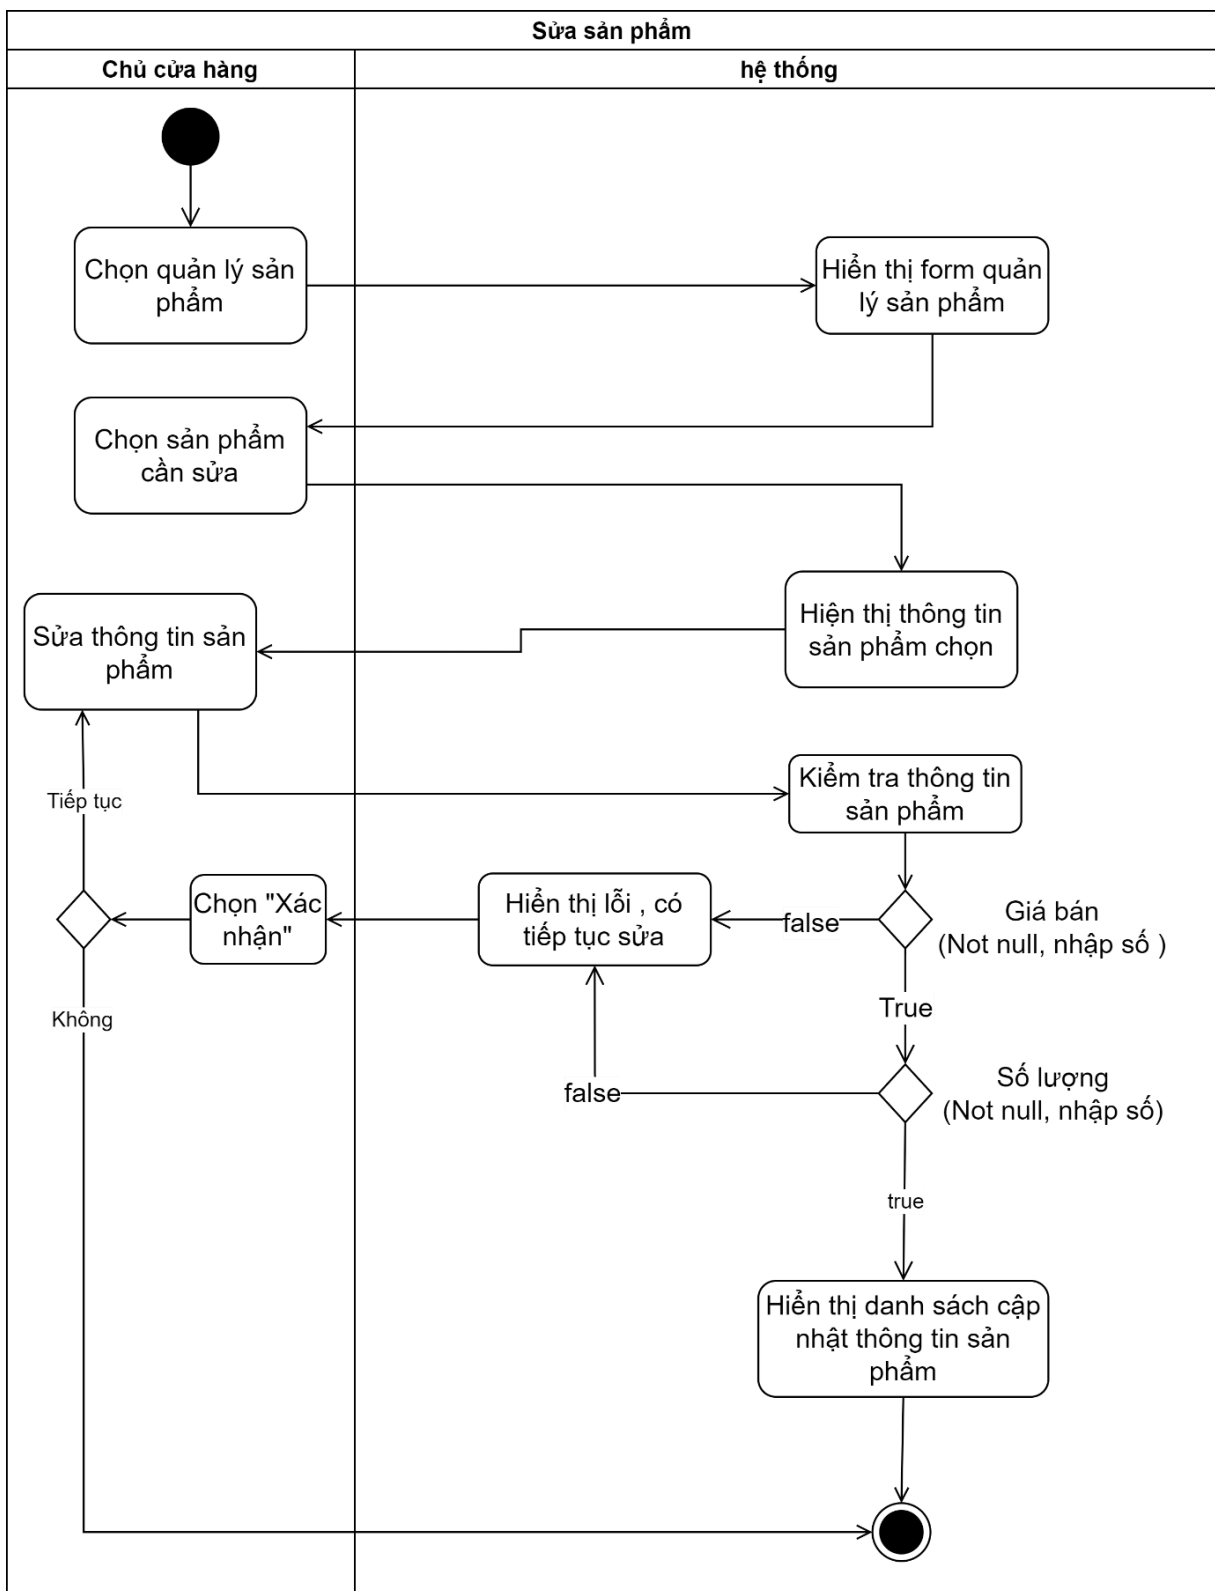 Sửa sản phẩm
Chủ cửa hàng
hệ thống
Chọn quản lý sản
phẩm
Hiển thị form quản
lý sản phẩm
Chọn sản phẩm
cần sửa
Hiện thị thông tin
sản phẩm chọn
Sửa thông tin sản
phẩm
Kiểm tra thông tin
sản phẩm
Tiếp tục
Chọn "Xác
nhận"
Hiển thị lỗi , có
tiếp tục sửa
false
Giá bán
(Not null, nhập số )
Không
True
false
Số lượng
(Not null, nhập số)
true
Hiển thị danh sách cập
nhật thông tin sản
phẩm